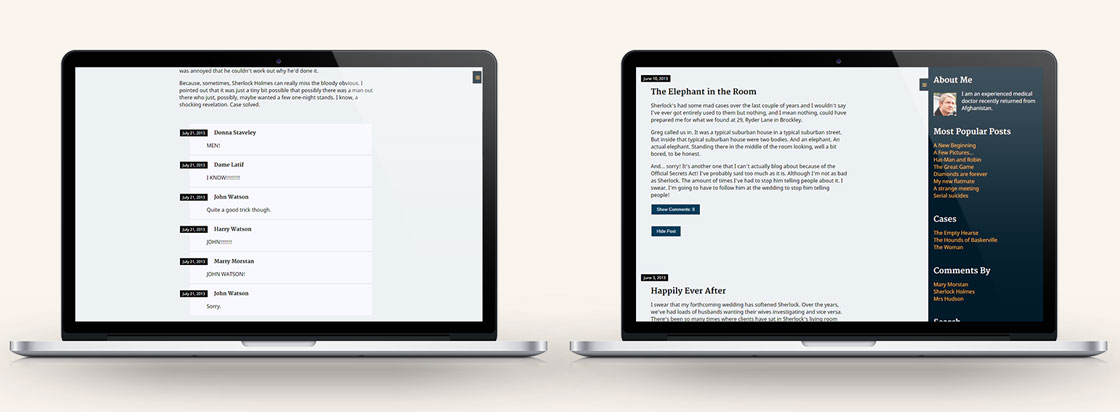 was annoyed that he couldn't work out why he'd done it.
Because, sometimes, Sherlock Holmes can really miss the bloody obvious. I
pointed out that it was just a tiny bit possible that possibly there was a man out
there who just, possibly, maybe wanted a few one-night stands. I know, a
shocking revelation. Case solved.
July 21, 2013
Donna Staveley
MEN!
July 21, 2013
Dame Latif
I KNOW!!!!!!!!
July 21, 2013
John Watson
Quite a good trick though.
July 21, 2013
Harry Watson
JOHN!!!!!!!
July 21, 2013
Marry Morstan
JOHN WATSON!
July 21, 2013
John Watson
Sorry.
June 10, 2013
The Elephant in the Room
Sherlock's had some mad cases over the last couple of years and I wouldn't say
I've ever got entirely used to them but nothing, and I mean nothing, could have
prepared me for what we found at 29, Ryder Lane in Brockley.
Greg called us in. It was a typical suburban house in a typical suburban street.
But inside that typical suburban house were two bodies. And an elephant. An
actual elephant. Standing there in the middle of the room looking, well a bit
bored, to be honest.
And... sorry! It's another one that I can't actually blog about because of the
Official Secrets Act! I've probably said too much as it is. Although I'm not as bad
as Sherlock. The amount of times I've had to stop him telling people about it. I
swear, I'm going to have to follow him at the wedding to stop him telling
people!
Show Comments: 0
Hide Post
June 3, 2013
Happily Ever After
I swear that my forthcoming wedding has softened Sherlock. Over the years,
we've had loads of husbands wanting their wives investigating and vice versa.
There's been so many times where clients have sat in Sherlock's living room
About Me
I am an experienced medical
doctor recently returned from
Afghanistan.
Most Popular Posts
A New Beginning
A Few Pictures...
Hat-Man and Robin
The Great Game
Diamonds are forever
My new flatmate
A strange meeting
Serial suicides
Cases
The Empty Hearse
The Hounds of Baskerville
The Woman
Comments By
Mary Morstan
Sherlock Holmes
Mrs Hudson
Search